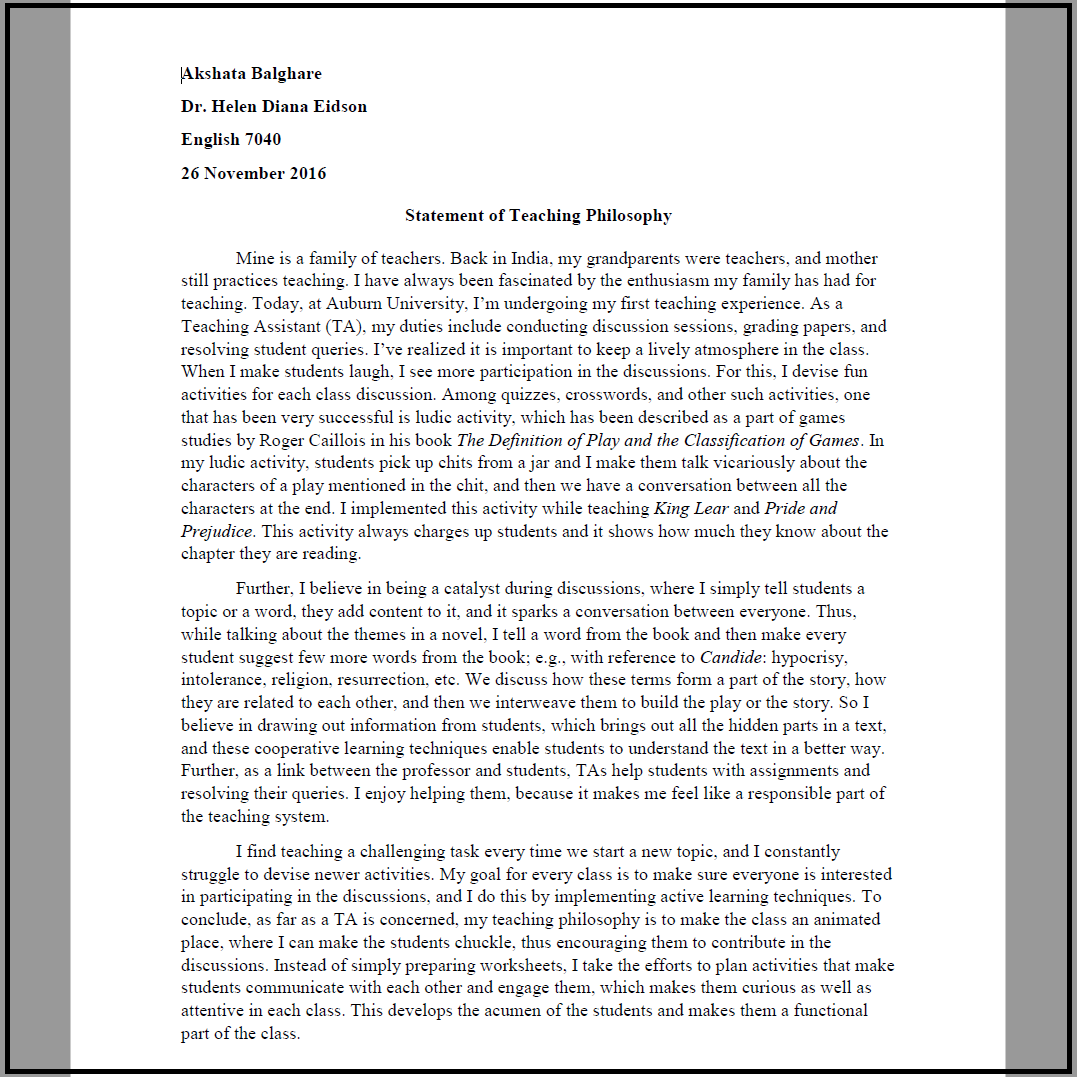 Akshata Balghare
Dr. Helen Diana Eidson
English 7040
26 November 2016
Statement of Teaching Philosophy
Mine is a family of teachers. Back in India, my grandparents were teachers, and mother
still practices teaching. I have always been fascinated by the enthusiasm my family has had for
teaching. Today, at Auburn University, I’m undergoing my first teaching experience. As a
Teaching Assistant (TA), my duties include conducting discussion sessions, grading papers, and
resolving student queries. I’ve realized it is important to keep a lively atmosphere in the class.
When I make students laugh, I see more participation in the discussions. For this, I devise fun
activities for each class discussion. Among quizzes, crosswords, and other such activities, one
that has been very successful is ludic activity, which has been described as a part of games
studies by Roger Caillois in his book The Definition of Play and the Classification of Games. In
my ludic activity, students pick up chits from a jar and I make them talk vicariously about the
characters of a play mentioned in the chit, and then we have a conversation between all the
characters at the end. I implemented this activity while teaching King Lear and Pride and
Prejudice. This activity always charges up students and it shows how much they know about the
chapter they are reading.
Further, I believe in being a catalyst during discussions, where I simply tell students a
topic or a word, they add content to it, and it sparks a conversation between everyone. Thus,
while talking about the themes in a novel, I tell a word from the book and then make every
student suggest few more words from the book; e.g., with reference to Candide: hypocrisy,
intolerance, religion, resurrection, etc. We discuss how these terms form a part of the story, how
they are related to each other, and then we interweave them to build the play or the story. So I
believe in drawing out information from students, which brings out all the hidden parts in a text,
and these cooperative learning techniques enable students to understand the text in a better way.
Further, as a link between the professor and students, TAs help students with assignments and
resolving their queries. I enjoy helping them, because it makes me feel like a responsible part of
the teaching system.
I find teaching a challenging task every time we start a new topic, and I constantly
struggle to devise newer activities. My goal for every class is to make sure everyone is interested
in participating in the discussions, and I do this by implementing active learning techniques. To
conclude, as far as a TA is concerned, my teaching philosophy is to make the class an animated
place, where I can make the students chuckle, thus encouraging them to contribute in the
discussions. Instead of simply preparing worksheets, I take the efforts to plan activities that make
students communicate with each other and engage them, which makes them curious as well as
attentive in each class. This develops the acumen of the students and makes them a functional
part of the class.